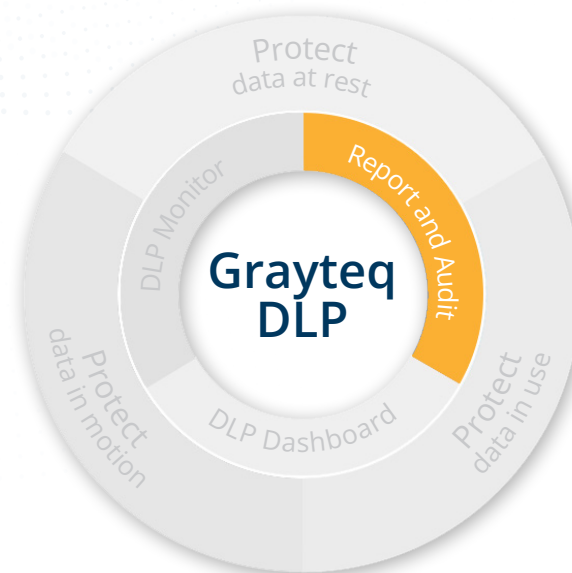 Protect
data at rest
Report and Audit
DLP Monitor
Grayteq
DLP
DLP Dashboard
Protect
data in motion
Protect
data in use